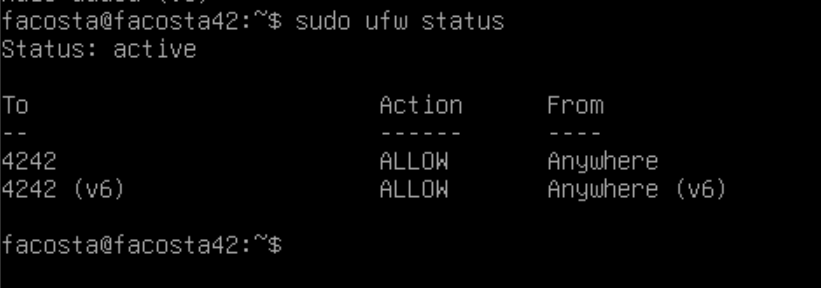 facosta@facosta42:~$ sudo ufw status
Status: active
To Action From
-- ------ ----
4242 ALLOW Anywhere
4242 (v6) ALLOW Anywhere (v6)
facosta@facosta42:~$